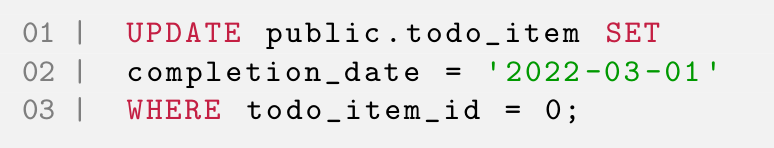 01 | UPDATE public.todo_item SET
02 | completion_date = '2022-03-01'
03 | WHERE todo_item_id = 0;